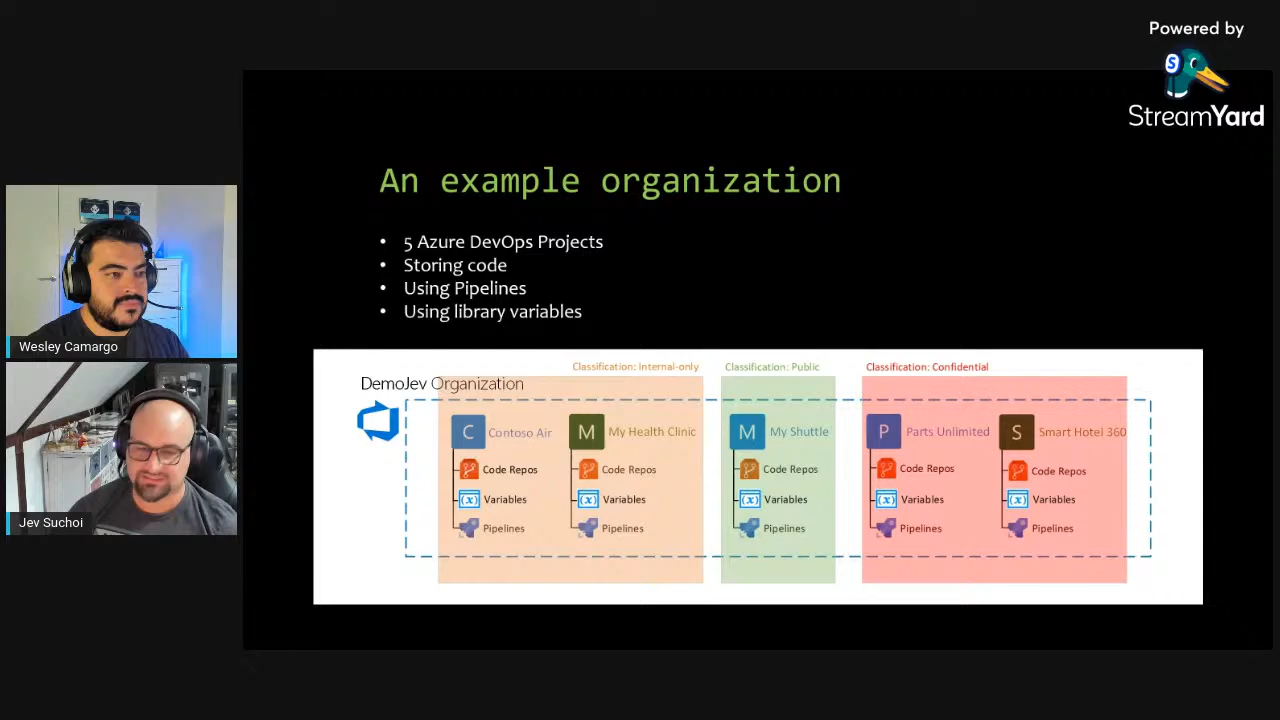 Powered by
StreamYard
An example organization
• 5 Azure DevOps Projects
• Storing code
• Using Pipelines
• Using library variables
Classification: Internal-only
Classification: Public
Classification: Confidential
DemoJev Organization
C Contoso Air
M My Health Clinic
M My Shuttle
P Parts Unlimited
S Smart Hotel 360
Code Repos
Code Repos
Code Repos
Code Repos
Code Repos
(x) Variables
(x) Variables
(x) Variables
(x) Variables
(x) Variables
Pipelines
Pipelines
Pipelines
Pipelines
Pipelines
Wesley Camargo
Jev Suchoi